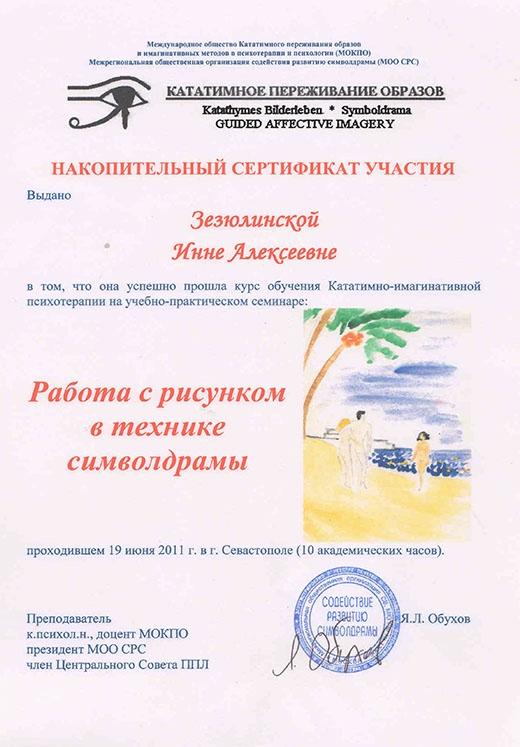 Международное общество Кататимного переживания образов
и имагинативных методов в психотерапии и психологии (МОКПО)
Межрегиональная общественная организация содействия развитию символдрамы (МОО СРС)
КАТАТИМНОЕ ПЕРЕЖИВАНИЕ ОБРАЗОВ
Katathymes Bilderleben * Symboldrama
GUIDED AFFECTIVE IMAGERY
НАКОПИТЕЛЬНЫЙ СЕРТИФИКАТ УЧАСТИЯ
Выдано
Зезюлинской
Инне Алексеевне
в том, что она успешно прошла курс обучения Кататимно-имагинативной
психотерапии на учебно-практическом семинаре:
Работа с рисунком
в технике
символдрамы
проходившем 19 июня 2011 г. в г. Севастополе (10 академических часов).
СОДЕЙСТВИЕ
РАЗВИТИЮ
СИМВОЛДРАМЫ
Преподаватель
Я.Л. Обухов
к.психол.н., доцент МОКПО
президент МОО СРС
член Центрального Совета ППЛ